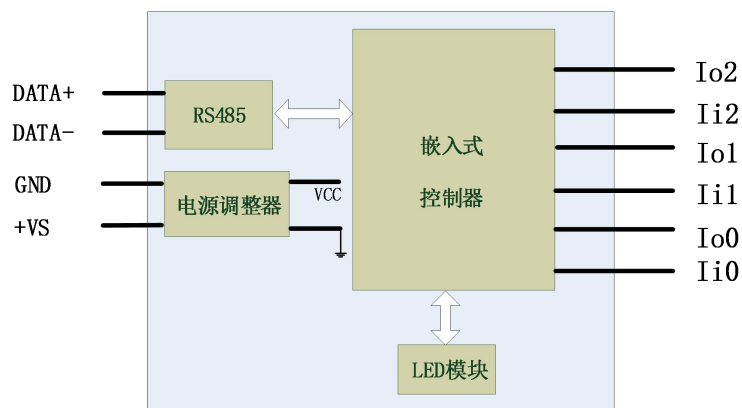 DATA+
DATA-
GND
+VS
RS485
电源调整器
VCC
嵌入式
控制器
LED模块
Io2
Ii2
Io1
Ii1
Io0
Ii0